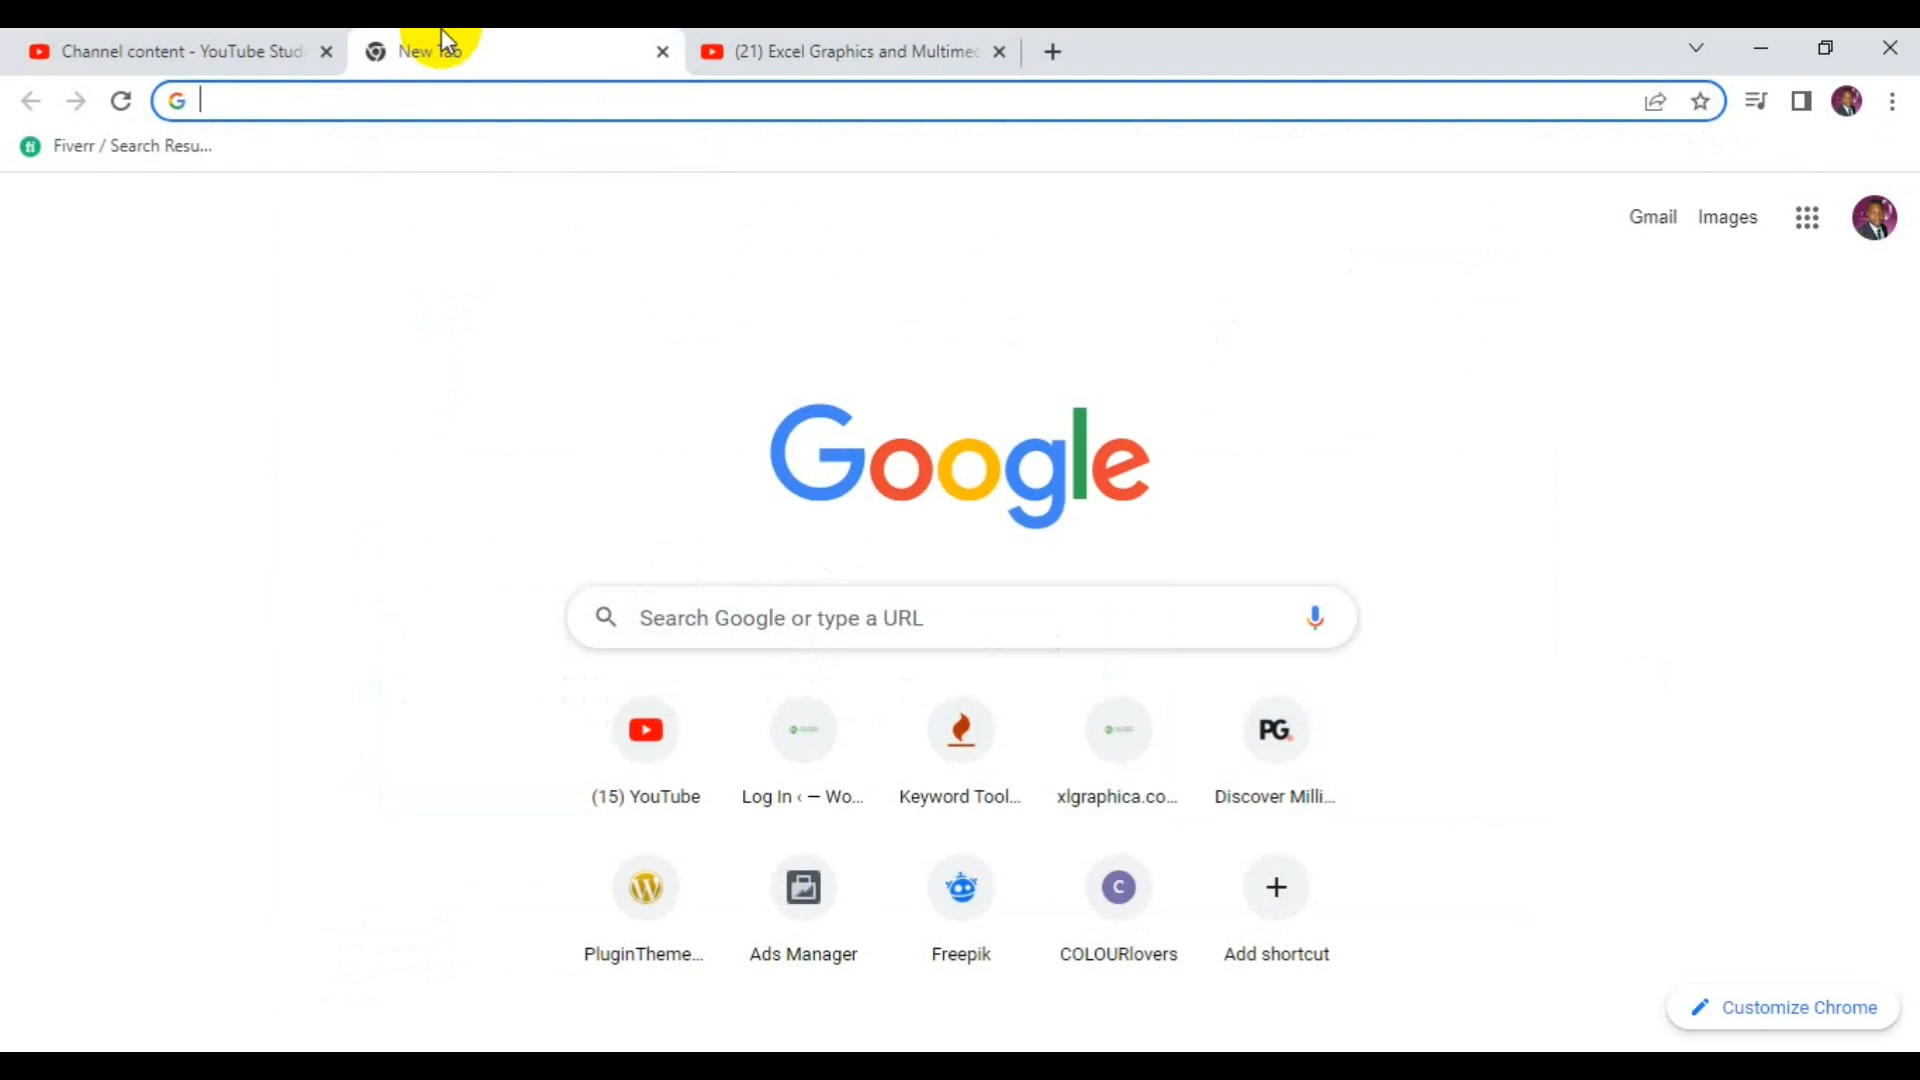 Channel content - YouTube Stud
New Tab
(21) Excel Graphics and Multimed
Fiverr / Search Resu...
Gmail
Images
Google
Search Google or type a URL
(15) YouTube
Log In ‹ — Wo...
Keyword Tool...
xlgraphica.co...
PG.
Discover Milli...
PluginTheme...
Ads Manager
Freepik
C
COLOURlovers
Add shortcut
Customize Chrome